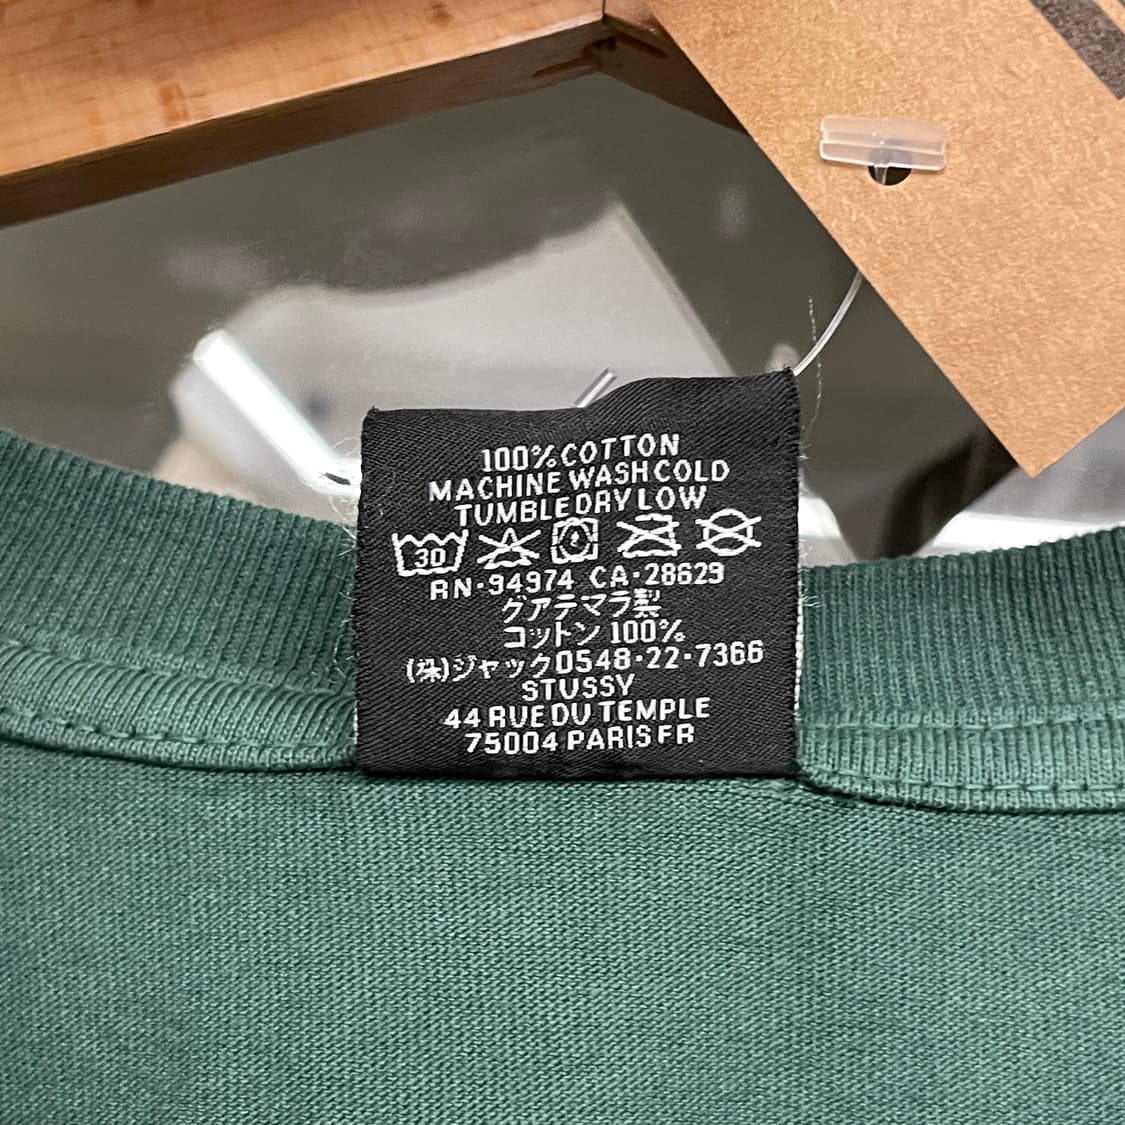 100% COTTON
MACHINE WASH COLD
TUMBLE DRY LOW
30
RN-94974 CA-28629
グアテマラ製
コットン 100%
(株)ジャック0548-22-7366
STUSSY
44 RUE DU TEMPLE
75004 PARIS FR